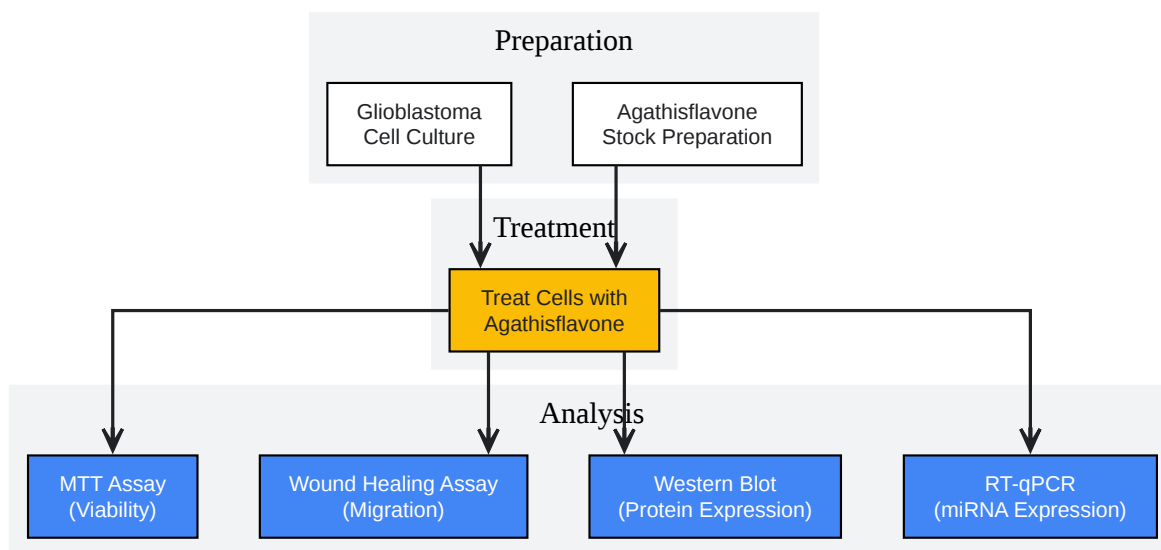 Preparation
Glioblastoma
Cell Culture
Agathisflavone
Stock Preparation
Treatment
Treat Cells with
Agathisflavone
Analysis
MTT Assay
(Viability)
Wound Healing Assay
(Migration)
Western Blot
(Protein Expression)
RT-qPCR
(miRNA Expression)